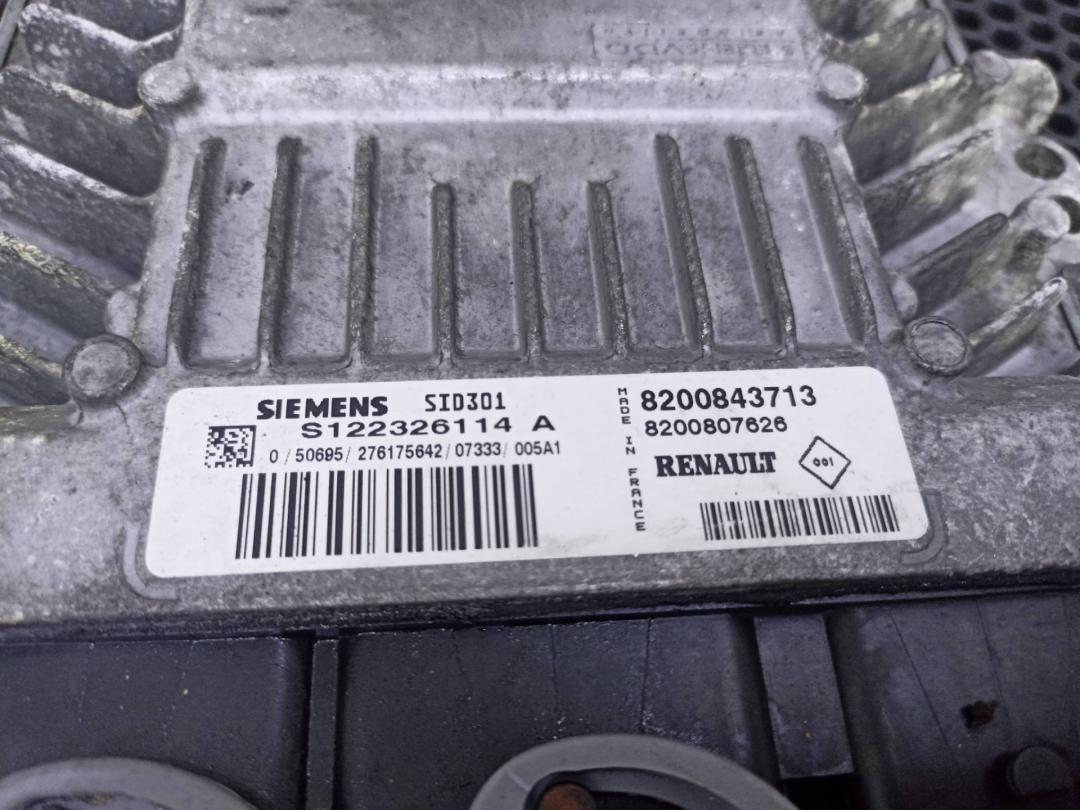 SIEMENS SID301
S122326114 A
0/50695/276175642/07333/005A1
MADE IN FRANCE
8200843713
8200807626
RENAULT
001